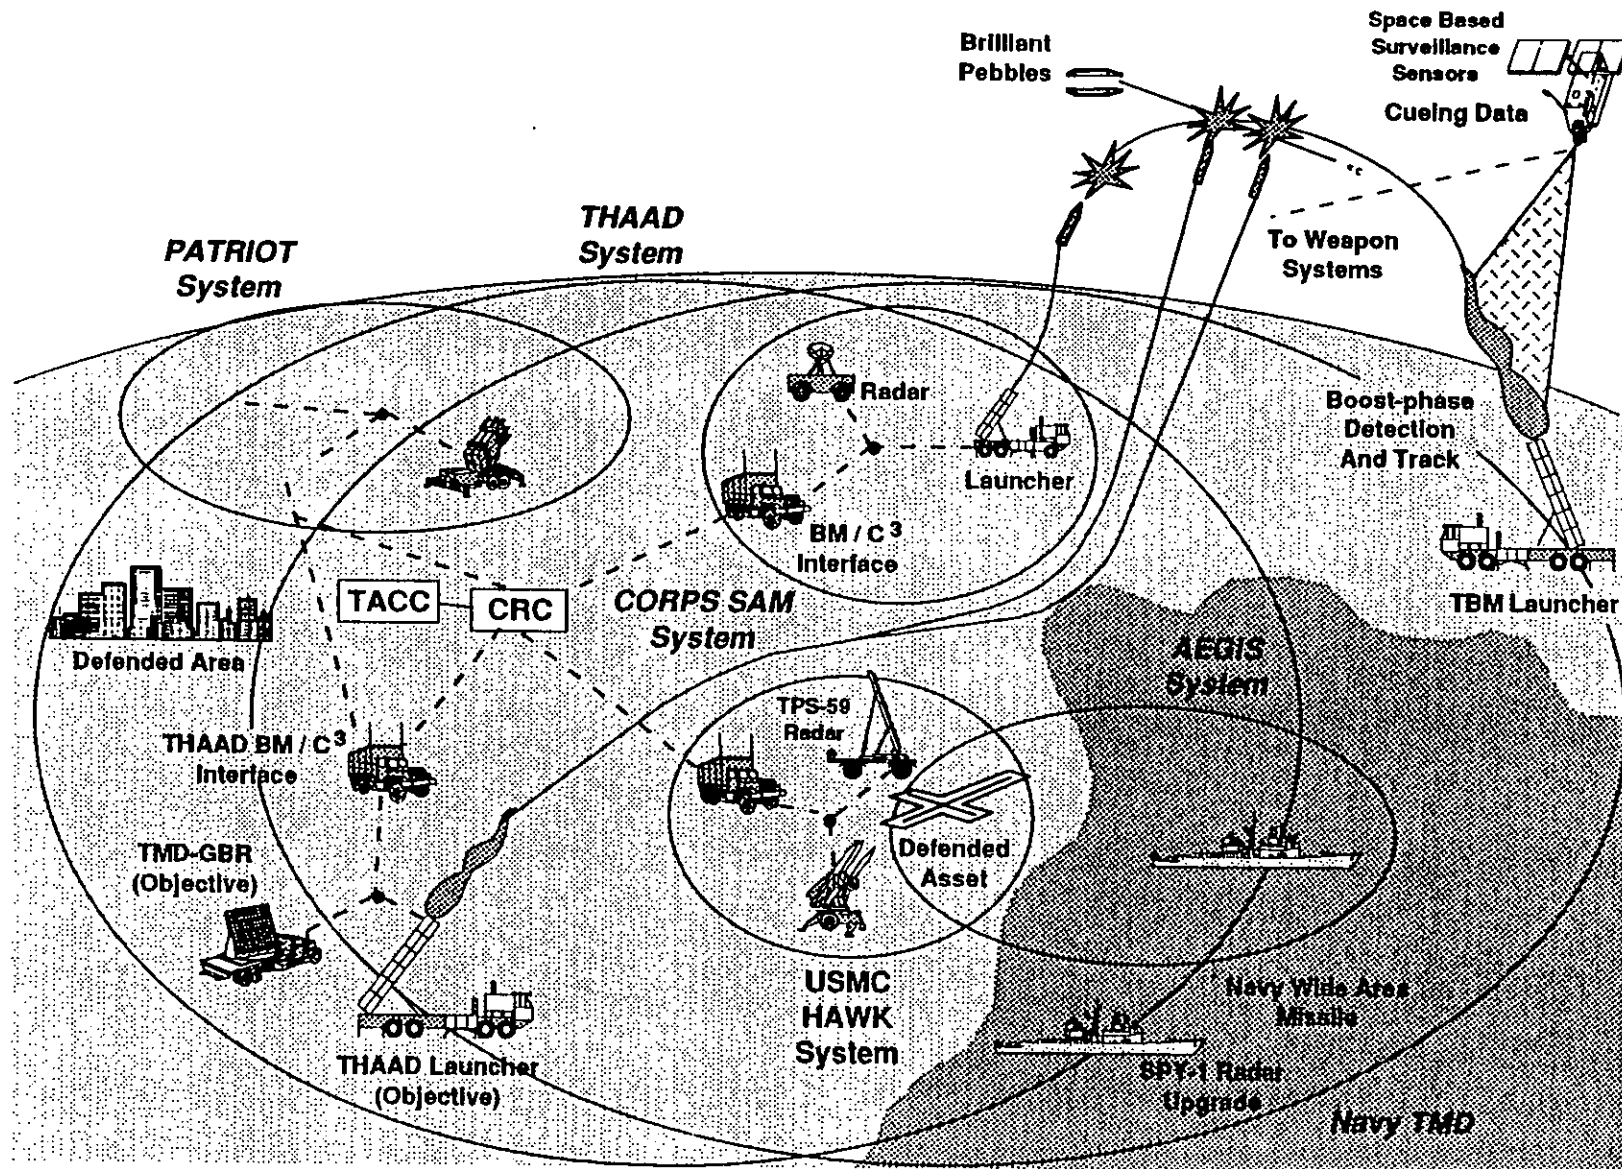 Brilliant
Pebbles
Space Based
Surveillance
Sensors
Cueing Data
To Weapon
Systems
THAAD
System
PATRIOT
System
Radar
Launcher
BM / C³
Interface
Boost-phase
Detection
And Track
TBM Launcher
TACC
CRC
CORPS SAM
System
Defended Area
AEGIS
System
THAAD BM / C³
Interface
TPS-59
Radar
Defended
Asset
TMD-GBR
(Objective)
USMC
HAWK
System
Navy Wide Area
Missile
THAAD Launcher
(Objective)
SPY-1 Radar
Upgrade
Navy TMD